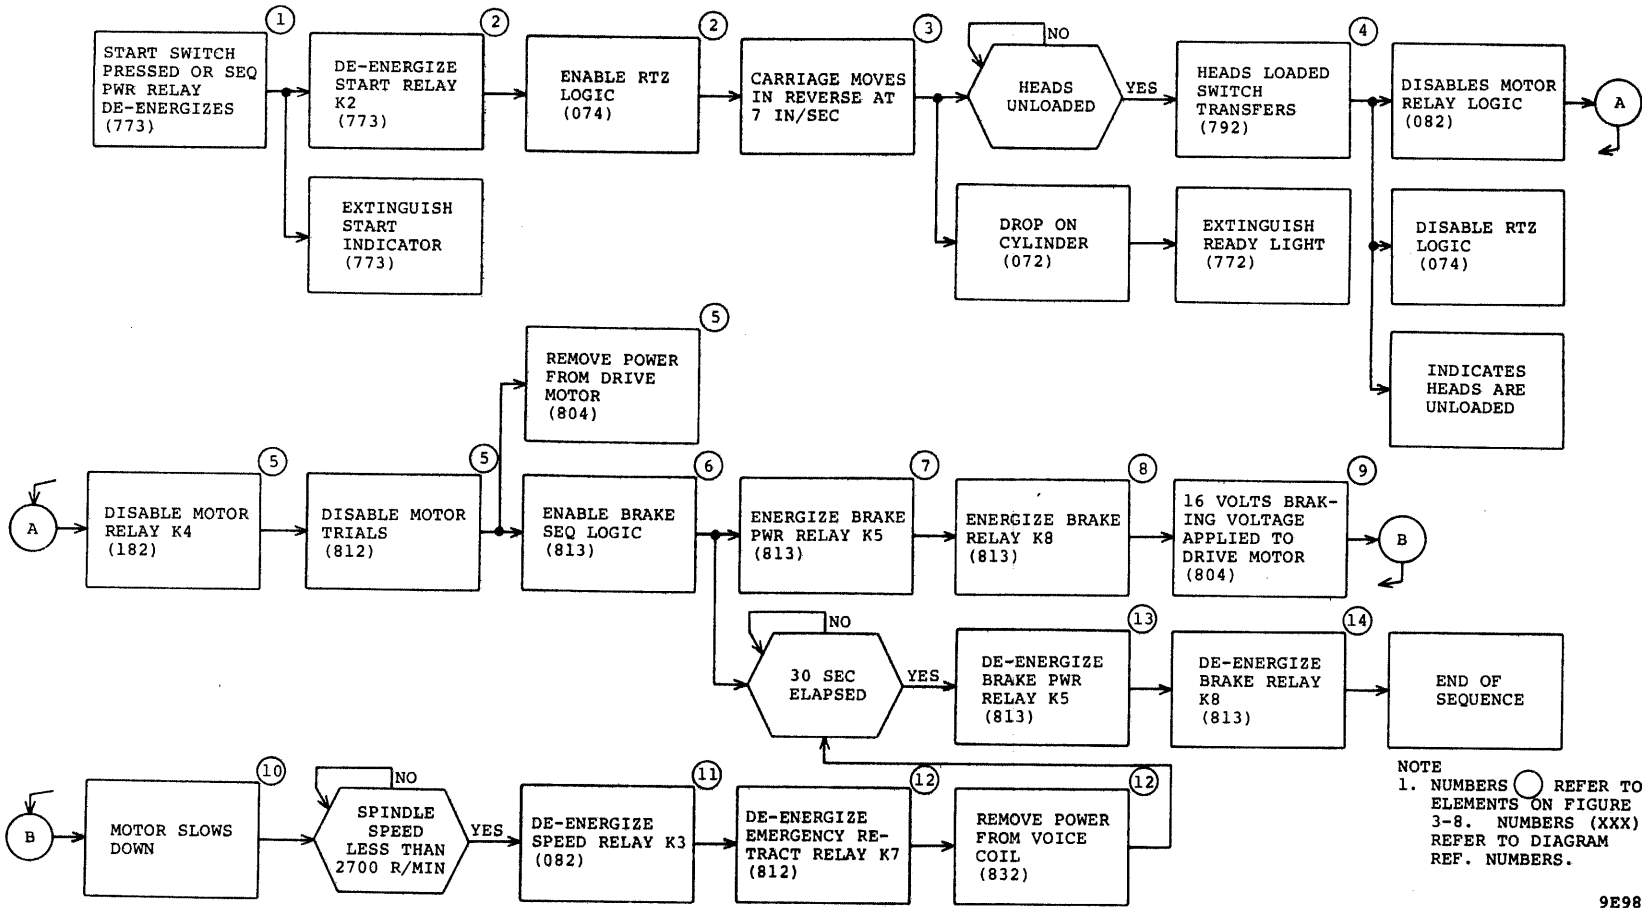 1
START SWITCH
PRESSED OR SEQ
PWR RELAY
DE-ENERGIZES
(773)
2
DE-ENERGIZE
START RELAY
K2
(773)
2
ENABLE RTZ
LOGIC
(074)
3
CARRIAGE MOVES
IN REVERSE AT
7 IN/SEC
NO
HEADS
UNLOADED
YES
4
HEADS LOADED
SWITCH
TRANSFERS
(792)
DISABLES MOTOR
RELAY LOGIC
(082)
A
EXTINGUISH
START
INDICATOR
(773)
DROP ON
CYLINDER
(072)
EXTINGUISH
READY LIGHT
(772)
DISABLE RTZ
LOGIC
(074)
INDICATES
HEADS ARE
UNLOADED
5
REMOVE POWER
FROM DRIVE
MOTOR
(804)
A
5
DISABLE MOTOR
RELAY K4
(182)
5
DISABLE MOTOR
TRIALS
(812)
6
ENABLE BRAKE
SEQ LOGIC
(813)
7
ENERGIZE BRAKE
PWR RELAY K5
(813)
8
ENERGIZE BRAKE
RELAY K8
(813)
9
16 VOLTS BRAK-
ING VOLTAGE
APPLIED TO
DRIVE MOTOR
(804)
B
NO
30 SEC
ELAPSED
YES
13
DE-ENERGIZE
BRAKE PWR
RELAY K5
(813)
14
DE-ENERGIZE
BRAKE RELAY
K8
(813)
END OF
SEQUENCE
B
10
MOTOR SLOWS
DOWN
NO
SPINDLE
SPEED
LESS THAN
2700 R/MIN
YES
11
DE-ENERGIZE
SPEED RELAY K3
(082)
12
DE-ENERGIZE
EMERGENCY RE-
TRACT RELAY K7
(812)
12
REMOVE POWER
FROM VOICE
COIL
(832)
NOTE
1. NUMBERS REFER TO
ELEMENTS ON FIGURE
3-8. NUMBERS (XXX)
REFER TO DIAGRAM
REF. NUMBERS.
9E98